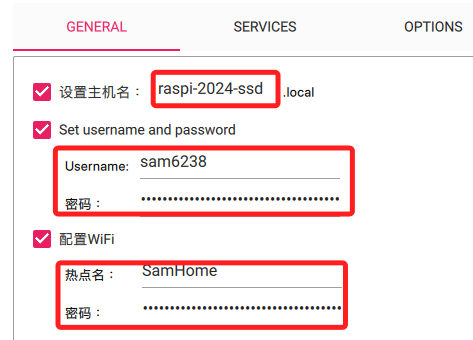 GENERAL SERVICES OPTIONS
设置主机名： raspi-2024-ssd .local
Set username and password
Username: sam6238
密码： ••••••••••••••••••••••••••••••••••••••
配置WiFi
热点名： SamHome
密码： ••••••••••••••••••••••••••••••••••••••